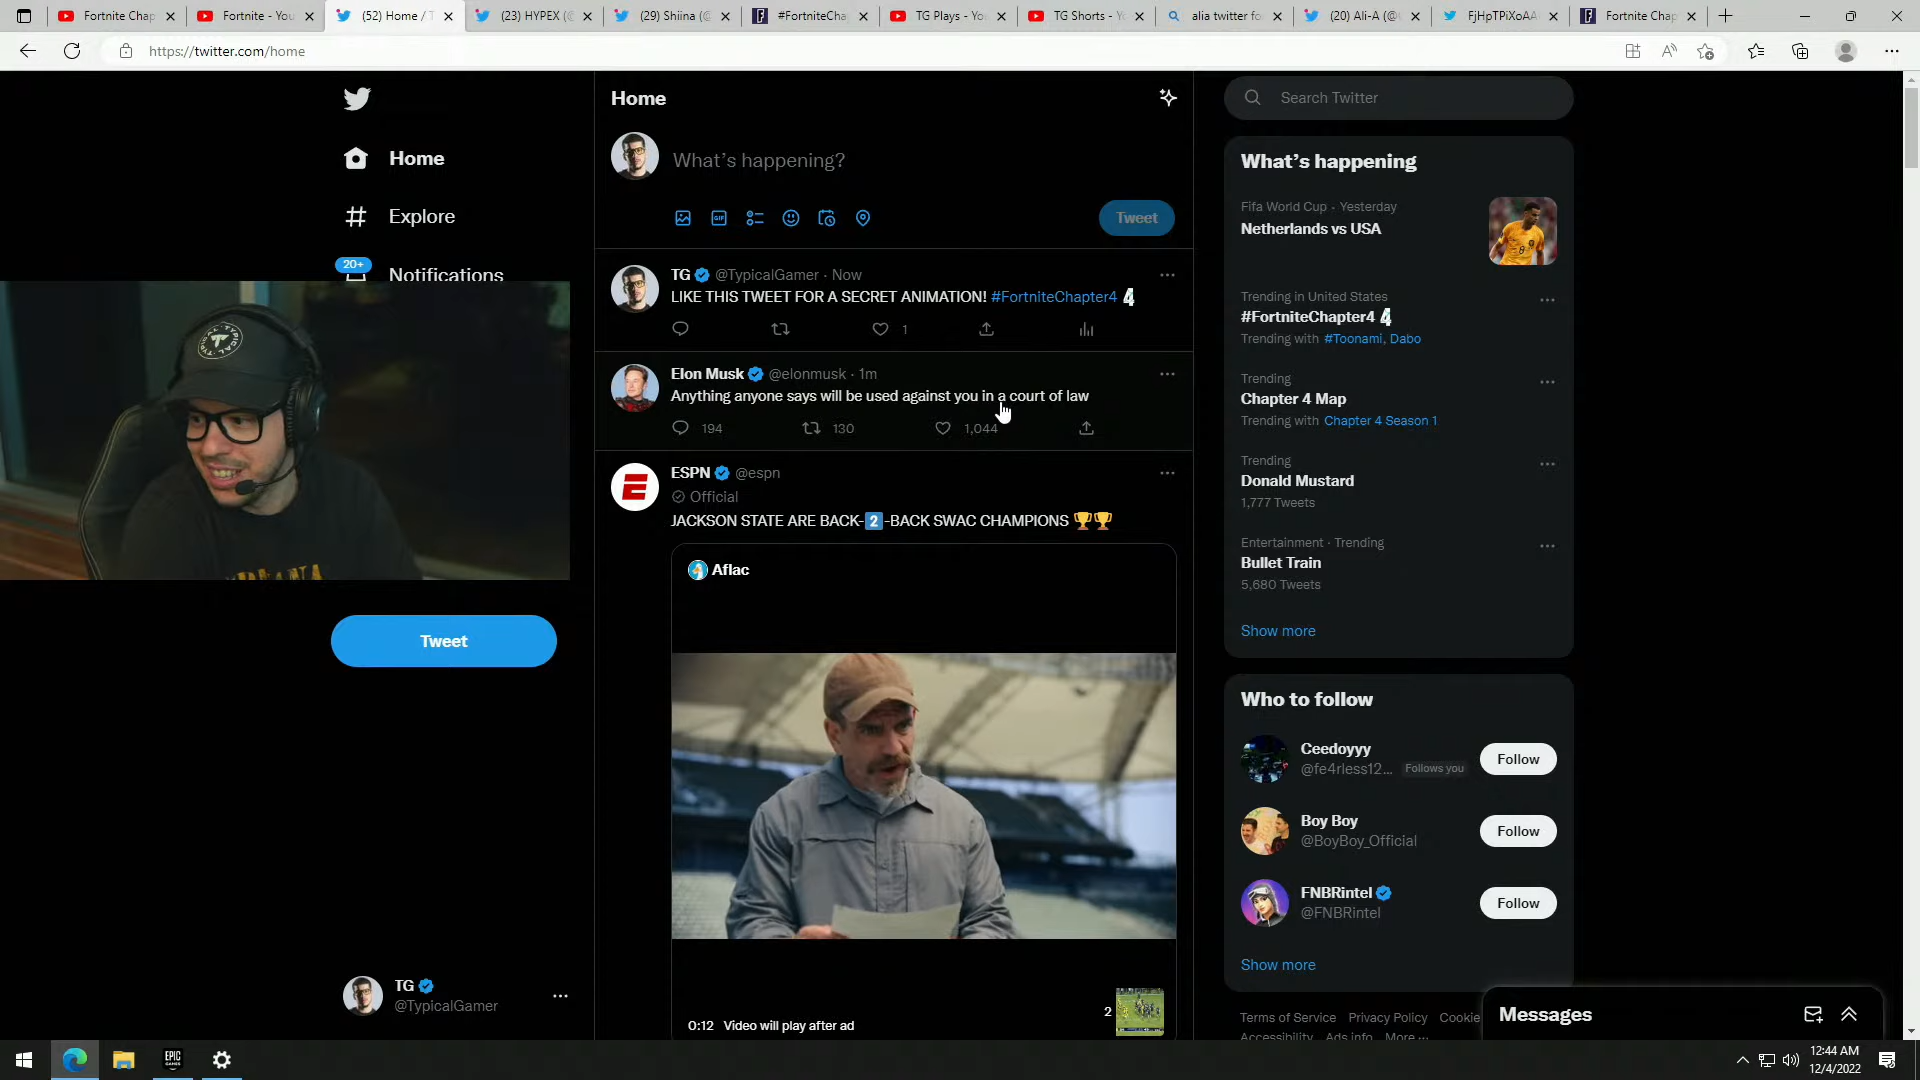 Fortnite Chap
Fortnite - You
(52) Home / T
(23) HYPEX (@
(29) Shiina (@
#FortniteCha
TG Plays - Yo
TG Shorts - Y
alia twitter fo
(20) Ali-A (@
FjHpTPiXoAA
Fortnite Chap
https://twitter.com/home
Home
Explore
20+
Notifications
TYPICAL
Tweet
TG
@TypicalGamer
Home
What's happening?
GIF
Tweet
TG @TypicalGamer · Now
LIKE THIS TWEET FOR A SECRET ANIMATION! #FortniteChapter4 4
1
Elon Musk @elonmusk · 1m
Anything anyone says will be used against you in a court of law
194 130 1,044
ESPN @espn
Official
JACKSON STATE ARE BACK-2-BACK SWAC CHAMPIONS 🏆🏆
Aflac
0:12 Video will play after ad
2
Search Twitter
What's happening
Fifa World Cup · Yesterday
Netherlands vs USA
Trending in United States
#FortniteChapter4 4
Trending with #Toonami, Dabo
Trending
Chapter 4 Map
Trending with Chapter 4 Season 1
Trending
Donald Mustard
1,777 Tweets
Entertainment · Trending
Bullet Train
5,680 Tweets
Show more
Who to follow
Ceedoyyy
@fe4rless12... Follows you
Follow
Boy Boy
@BoyBoy_Official
Follow
FNBRintel
@FNBRintel
Follow
Show more
Terms of Service Privacy Policy Cookie
Accessibility Ads info More ...
Messages
EPIC GAMES
12:44 AM
12/4/2022